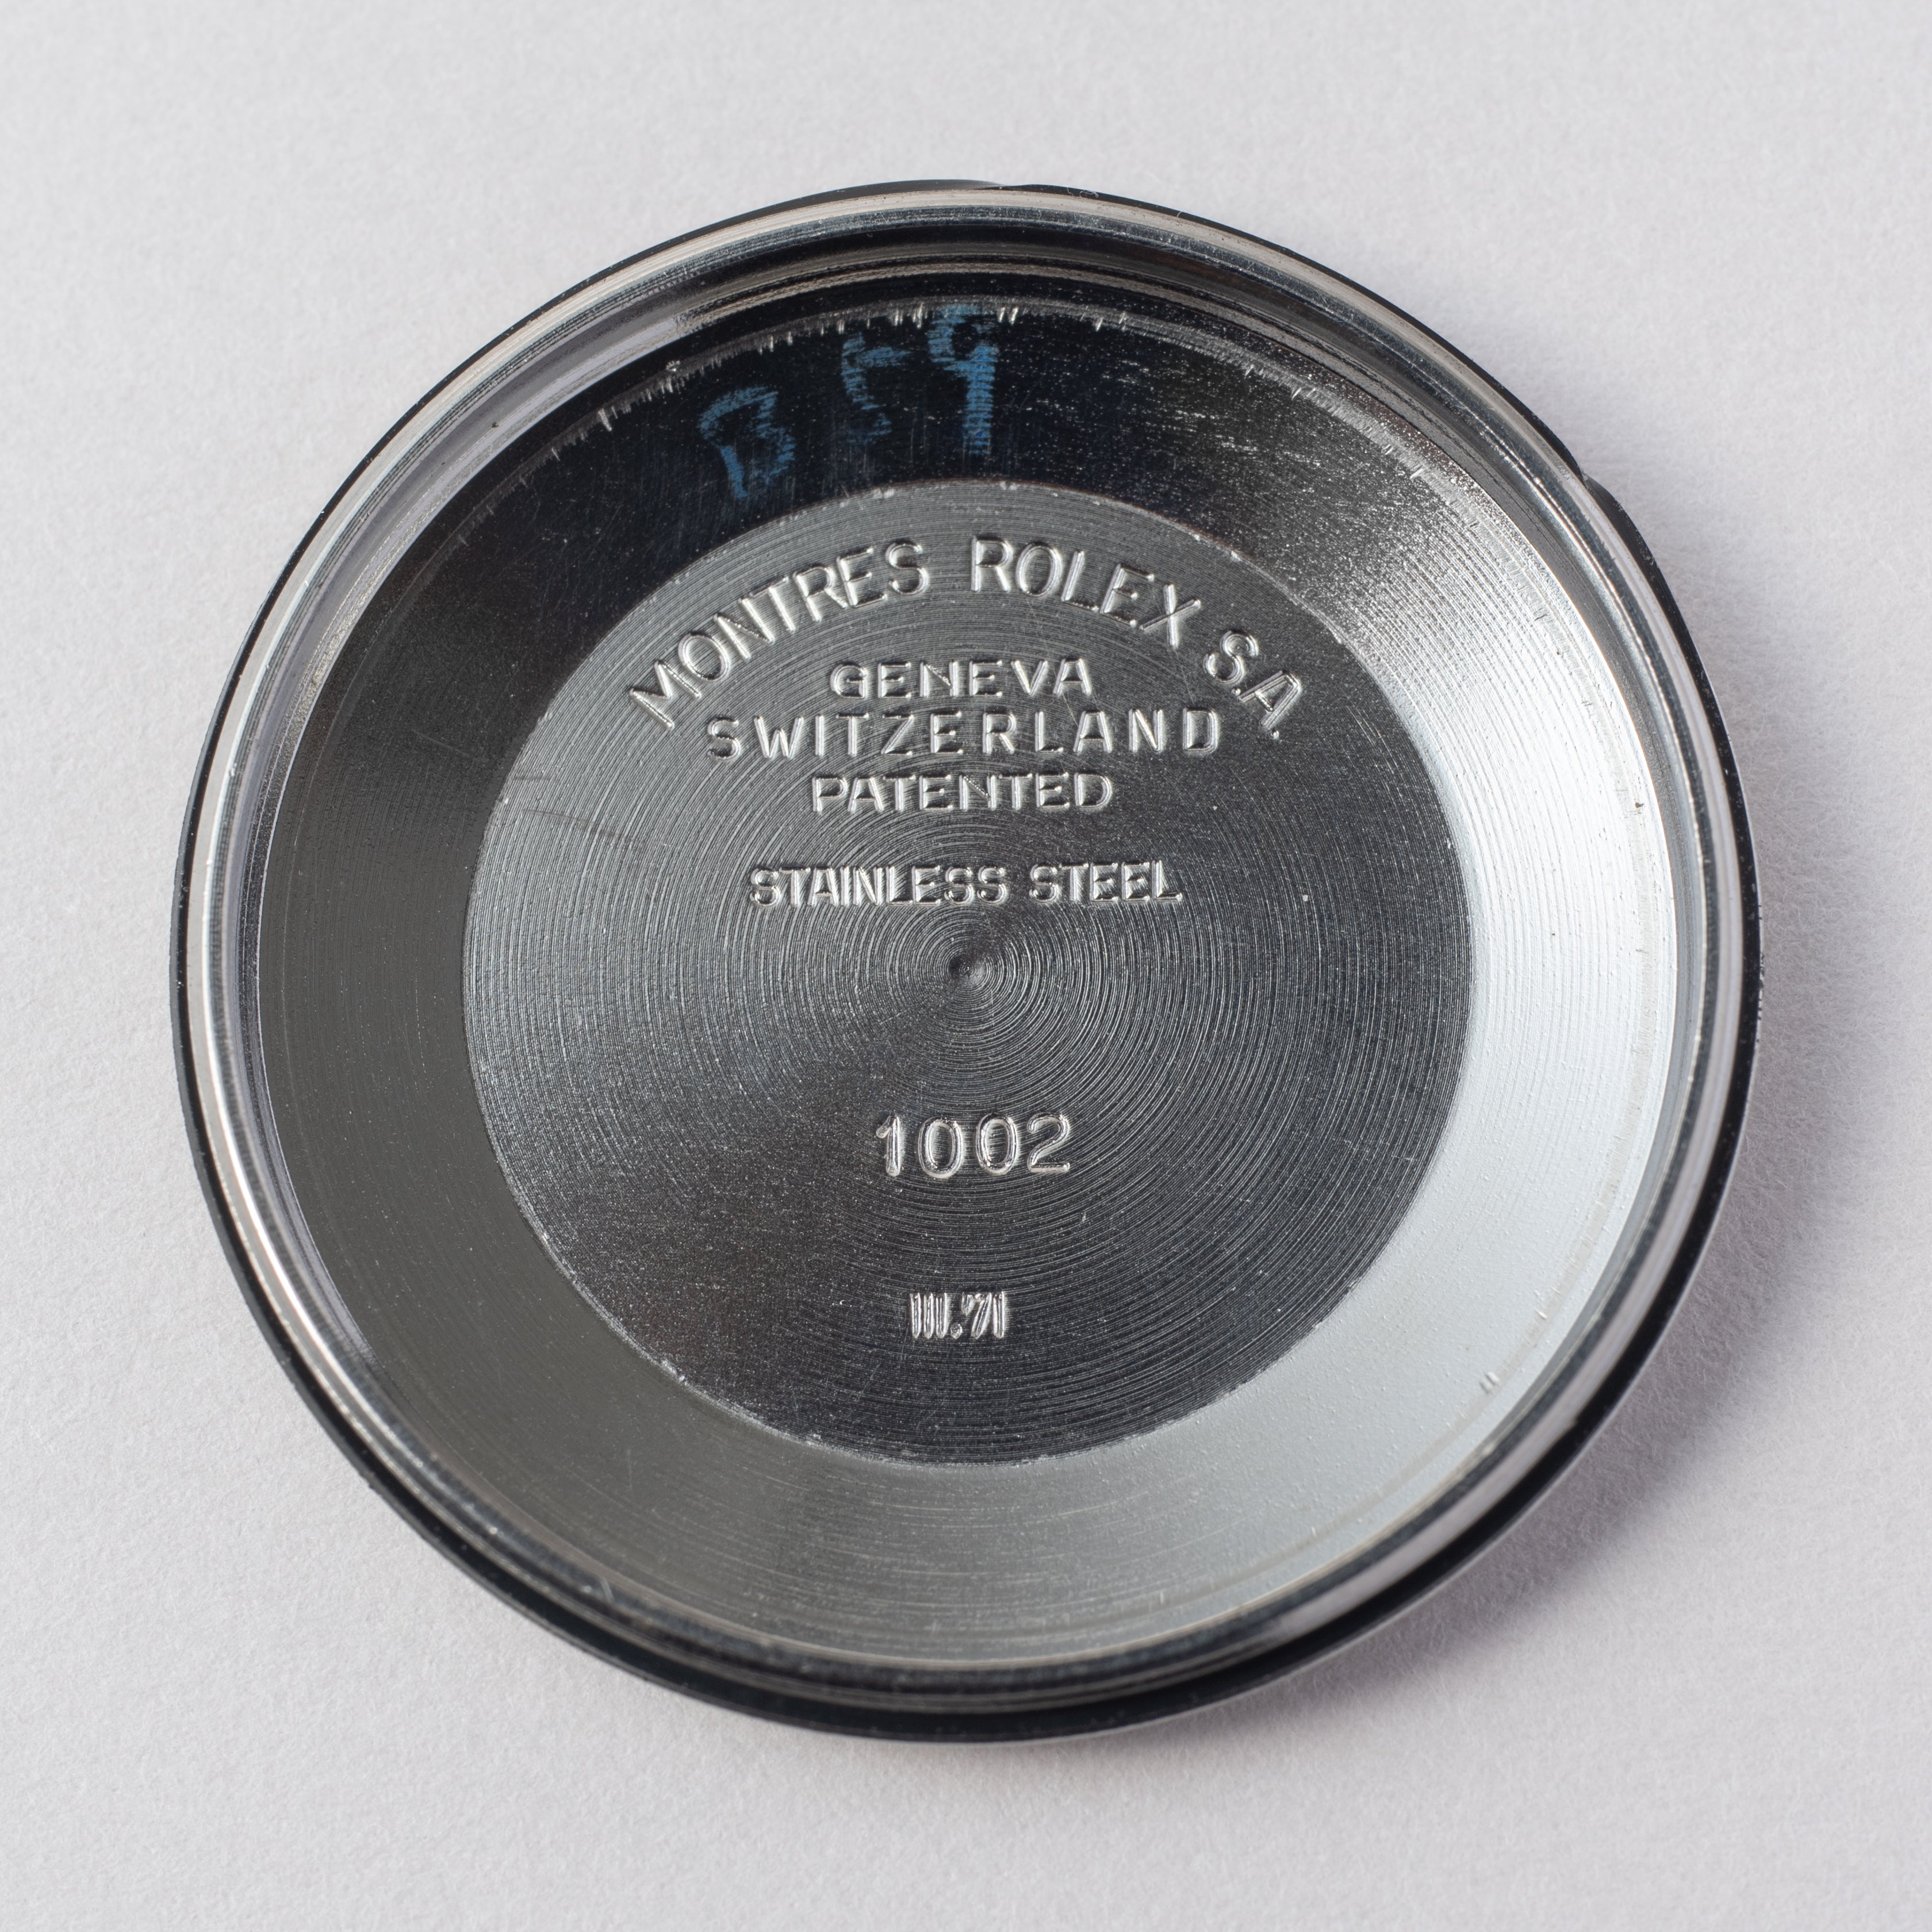 MONTRES ROLEX S.A.
GENEVA
SWITZERLAND
PATENTED
STAINLESS STEEL
1002
III.71